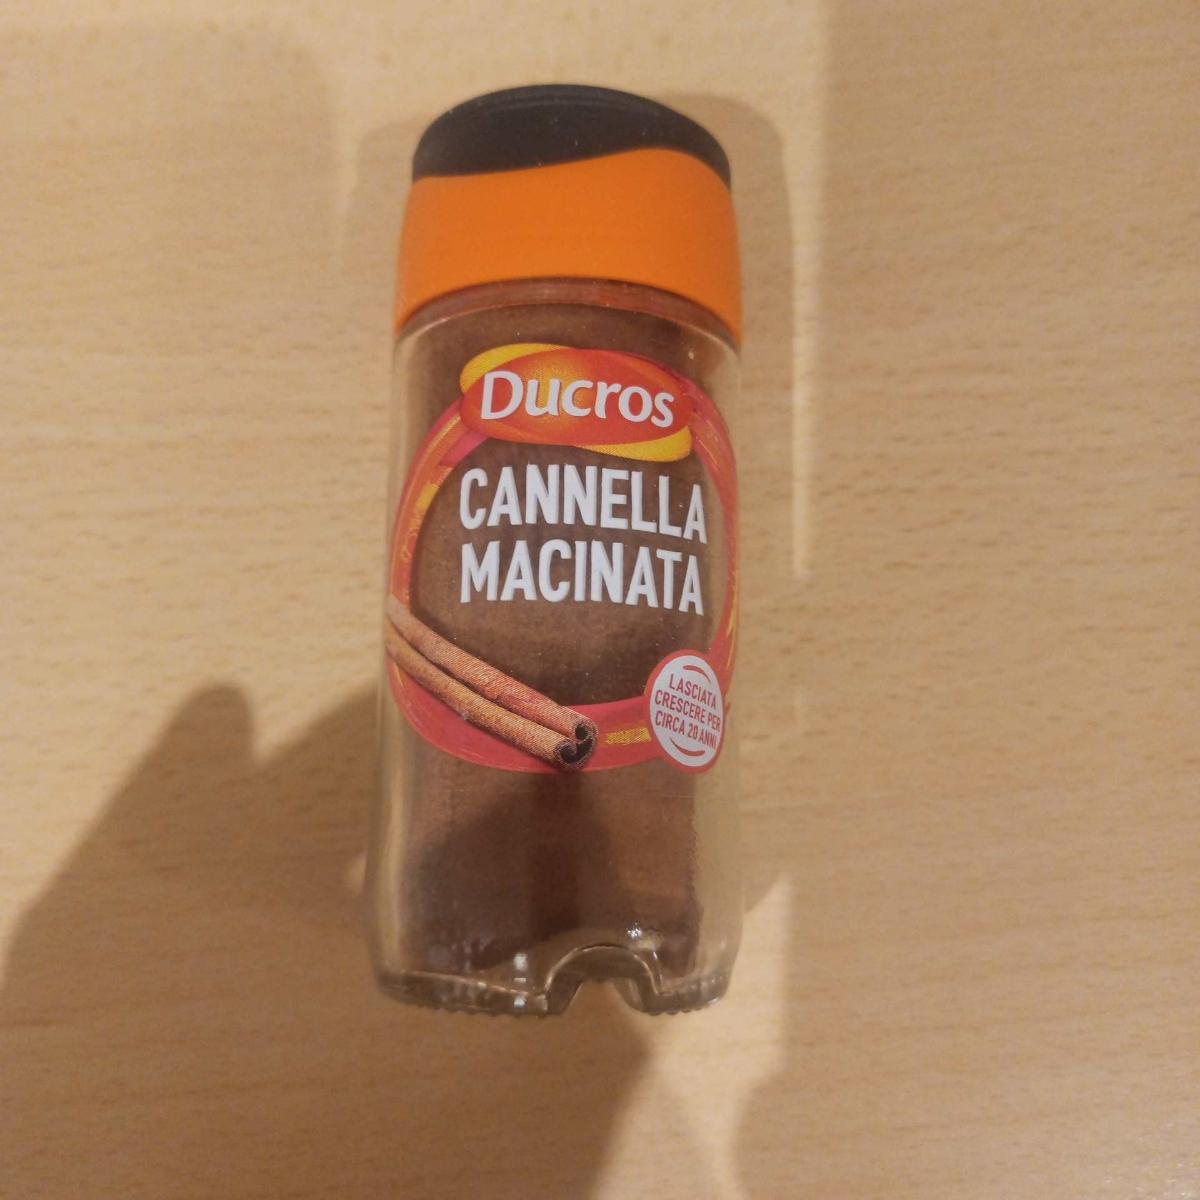 Ducros
CANNELLA
MACINATA
LASCIATA
CRESCERE PER
CIRCA 20 ANNI